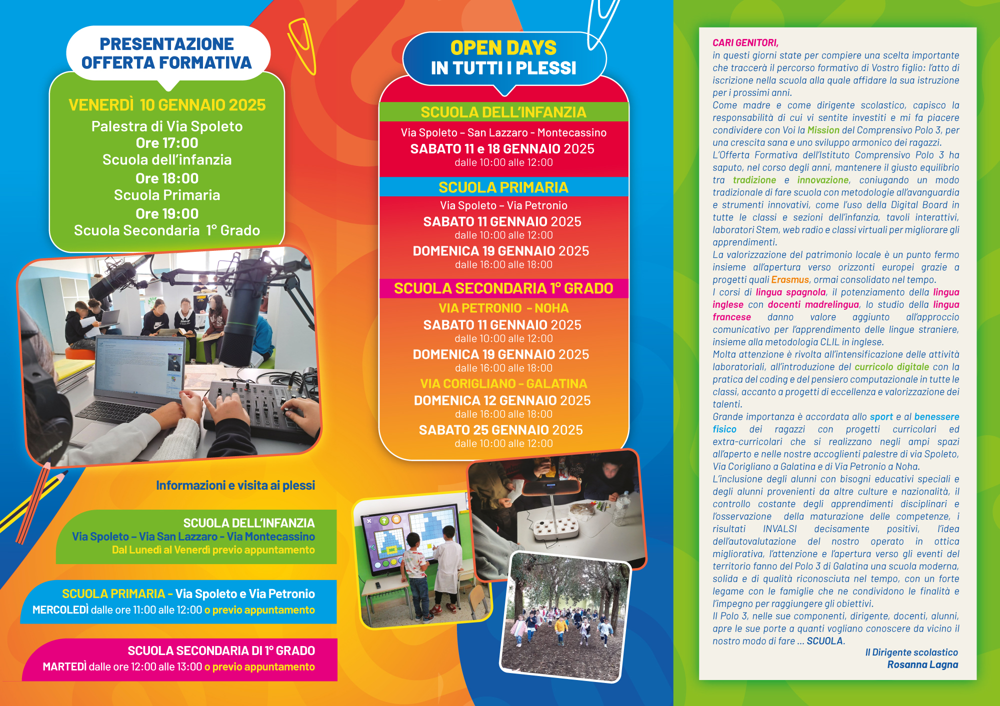 PRESENTAZIONE
OFFERTA FORMATIVA
VENERDÌ 10 GENNAIO 2025
Palestra di Via Spoleto
Ore 17:00
Scuola dell'infanzia
Ore 18:00
Scuola Primaria
Ore 19:00
Scuola Secondaria 1° Grado
Informazioni e visita ai plessi
SCUOLA DELL'INFANZIA
Via Spoleto – Via San Lazzaro - Via Montecassino
Dal Lunedì al Venerdì previo appuntamento
SCUOLA PRIMARIA - Via Spoleto e Via Petronio
MERCOLEDÌ dalle ore 11:00 alle 12:00 o previo appuntamento
SCUOLA SECONDARIA DI 1° GRADO
MARTEDÌ dalle ore 12:00 alle 13:00 o previo appuntamento
OPEN DAYS
IN TUTTI I PLESSI
SCUOLA DELL'INFANZIA
Via Spoleto – San Lazzaro - Montecassino
SABATO 11 e 18 GENNAIO 2025
dalle 10:00 alle 12:00
SCUOLA PRIMARIA
Via Spoleto – Via Petronio
SABATO 11 GENNAIO 2025
dalle 10:00 alle 12:00
DOMENICA 19 GENNAIO 2025
dalle 16:00 alle 18:00
SCUOLA SECONDARIA 1° GRADO
VIA PETRONIO - NOHA
SABATO 11 GENNAIO 2025
dalle 10:00 alle 12:00
DOMENICA 19 GENNAIO 2025
dalle 16:00 alle 18:00
VIA CORIGLIANO - GALATINA
DOMENICA 12 GENNAIO 2025
dalle 16:00 alle 18:00
SABATO 25 GENNAIO 2025
dalle 10:00 alle 12:00
CARI GENITORI,
in questi giorni state per compiere una scelta importante
che traccerà il percorso formativo di Vostro figlio: l'atto di
iscrizione nella scuola alla quale affidare la sua istruzione
per i prossimi anni.
Come madre e come dirigente scolastico, capisco la
responsabilità di cui vi sentite investiti e mi fa piacere
condividere con Voi la Mission del Comprensivo Polo 3, per
una crescita sana e uno sviluppo armonico dei ragazzi.
L'Offerta Formativa dell'Istituto Comprensivo Polo 3 ha
saputo, nel corso degli anni, mantenere il giusto equilibrio
tra tradizione e innovazione, coniugando un modo
tradizionale di fare scuola con metodologie all'avanguardia
e strumenti innovativi, come l'uso della Digital Board in
tutte le classi e sezioni dell'infanzia, tavoli interattivi,
laboratori Stem, web radio e classi virtuali per migliorare gli
apprendimenti.
La valorizzazione del patrimonio locale è un punto fermo
insieme all'apertura verso orizzonti europei grazie a
progetti quali Erasmus, ormai consolidato nel tempo.
I corsi di lingua spagnola, il potenziamento della lingua
inglese con docenti madrelingua, lo studio della lingua
francese danno valore aggiunto all'approccio
comunicativo per l'apprendimento delle lingue straniere,
insieme alla metodologia CLIL in inglese.
Molta attenzione è rivolta all'intensificazione delle attività
laboratoriali, all'introduzione del curricolo digitale con la
pratica del coding e del pensiero computazionale in tutte le
classi, accanto a progetti di eccellenza e valorizzazione dei
talenti.
Grande importanza è accordata allo sport e al benessere
fisico dei ragazzi con progetti curricolari ed
extra-curricolari che si realizzano negli ampi spazi
all'aperto e nelle nostre accoglienti palestre di via Spoleto,
Via Corigliano a Galatina e di Via Petronio a Noha.
L'inclusione degli alunni con bisogni educativi speciali e
degli alunni provenienti da altre culture e nazionalità, il
controllo costante degli apprendimenti disciplinari e
l'osservazione della maturazione delle competenze, i
risultati INVALSI decisamente positivi, l'idea
dell'autovalutazione del nostro operato in ottica
migliorativa, l'attenzione e l'apertura verso gli eventi del
territorio fanno del Polo 3 di Galatina una scuola moderna,
solida e di qualità riconosciuta nel tempo, con un forte
legame con le famiglie che ne condividono le finalità e
l'impegno per raggiungere gli obiettivi.
Il Polo 3, nelle sue componenti, dirigente, docenti, alunni,
apre le sue porte a quanti vogliano conoscere da vicino il
nostro modo di fare ... SCUOLA.
Il Dirigente scolastico
Rosanna Lagna